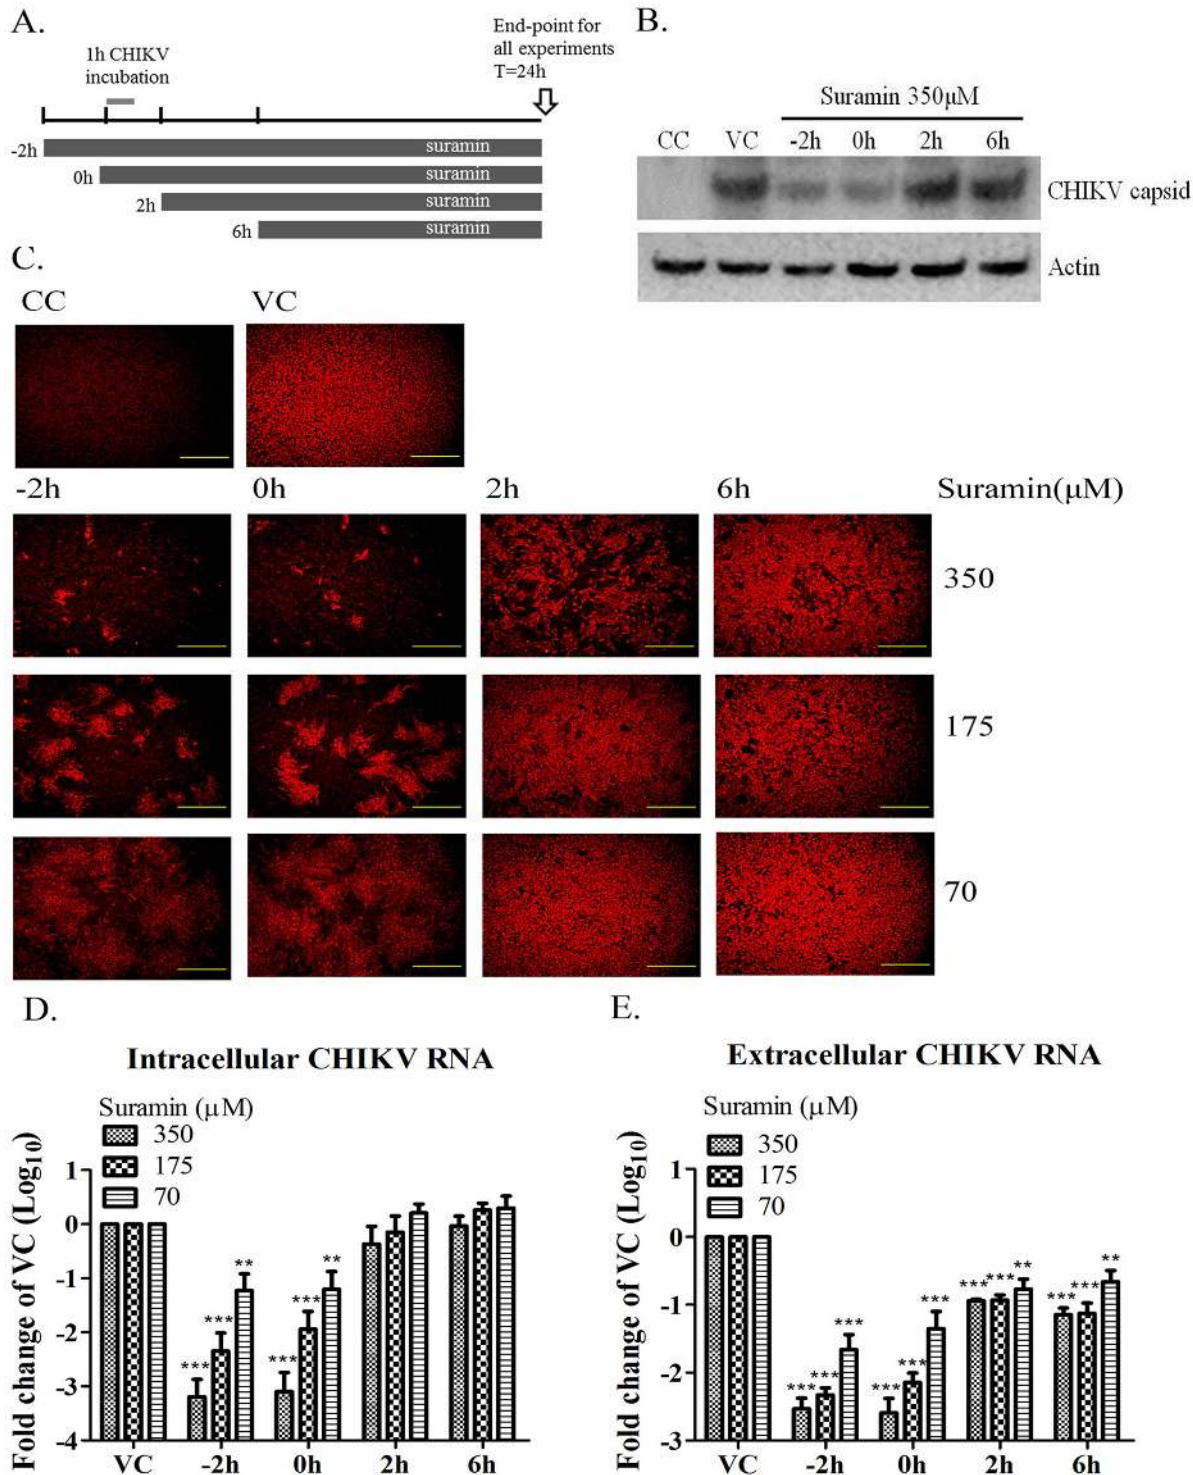 A.
1h CHIKV
incubation
End-point for
all experiments
T=24h
-2h
suramin
0h
suramin
2h
suramin
6h
suramin
B.
Suramin 350μM
CC VC -2h 0h 2h 6h
CHIKV capsid
Actin
C.
CC VC
-2h 0h 2h 6h Suramin(μM)
350
175
70
D.
Intracellular CHIKV RNA
Suramin (μM)
350
175
70
Fold change of VC (Log10)
1
0
-1
-2
-3
-4
*** *** **
*** *** **
VC -2h 0h 2h 6h
E.
Extracellular CHIKV RNA
Suramin (μM)
350
175
70
Fold change of VC (Log10)
1
0
-1
-2
-3
*** *** ***
*** *** ***
*** *** **
*** *** **
VC -2h 0h 2h 6h